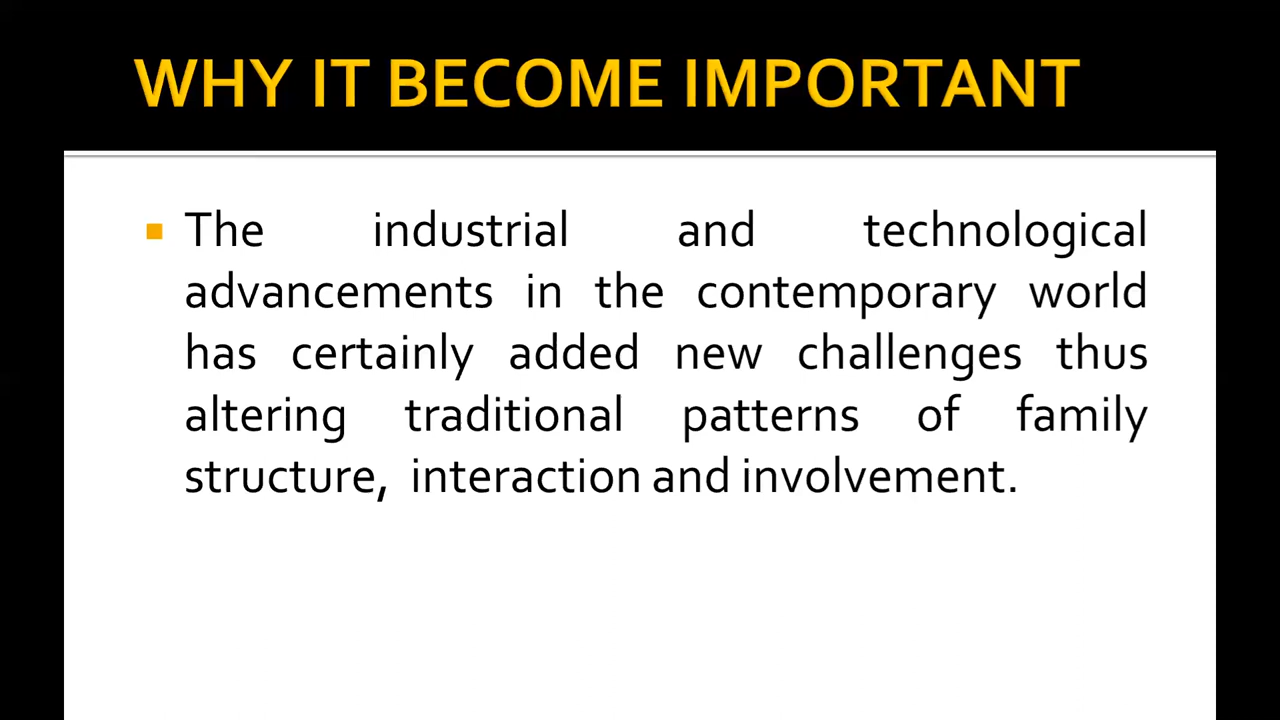 WHY IT BECOME IMPORTANT
The industrial and technological
advancements in the contemporary world
has certainly added new challenges thus
altering traditional patterns of family
structure, interaction and involvement.